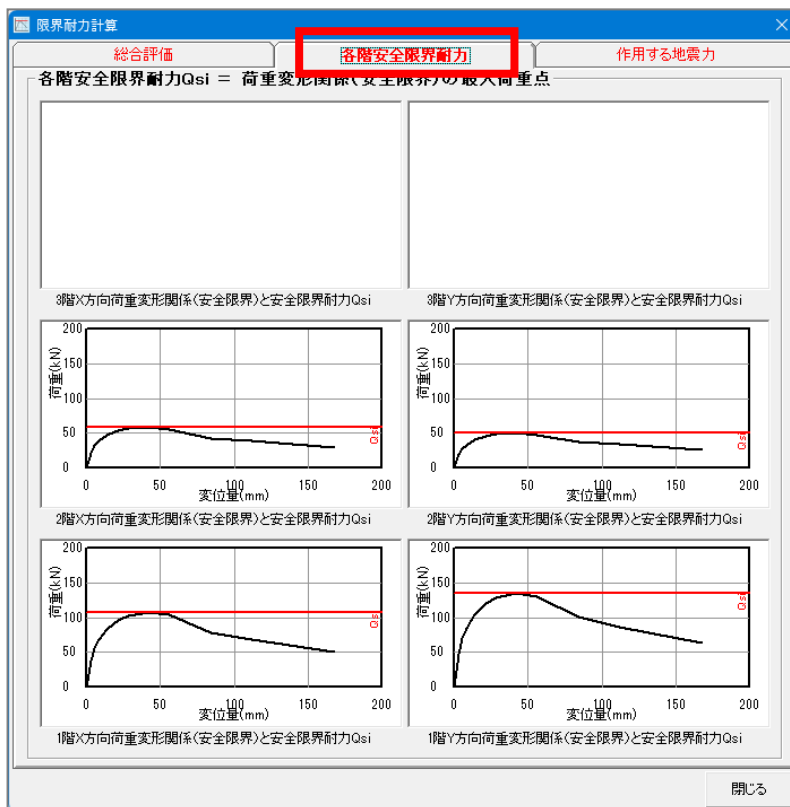 限界耐力計算
総合評価
各階安全限界耐力
作用する地震力
各階安全限界耐力Qsi = 荷重変形関係(安全限界)の最大荷重点
3階X方向荷重変形関係(安全限界)と安全限界耐力Qsi
3階Y方向荷重変形関係(安全限界)と安全限界耐力Qsi
200
150
100
50
0
荷重(kN)
Qsi
0 50 100 150 200
変位量(mm)
2階X方向荷重変形関係(安全限界)と安全限界耐力Qsi
200
150
100
50
0
荷重(kN)
Qsi
0 50 100 150 200
変位量(mm)
2階Y方向荷重変形関係(安全限界)と安全限界耐力Qsi
200
150
100
50
0
荷重(kN)
Qsi
0 50 100 150 200
変位量(mm)
1階X方向荷重変形関係(安全限界)と安全限界耐力Qsi
200
150
100
50
0
荷重(kN)
Qsi
0 50 100 150 200
変位量(mm)
1階Y方向荷重変形関係(安全限界)と安全限界耐力Qsi
閉じる